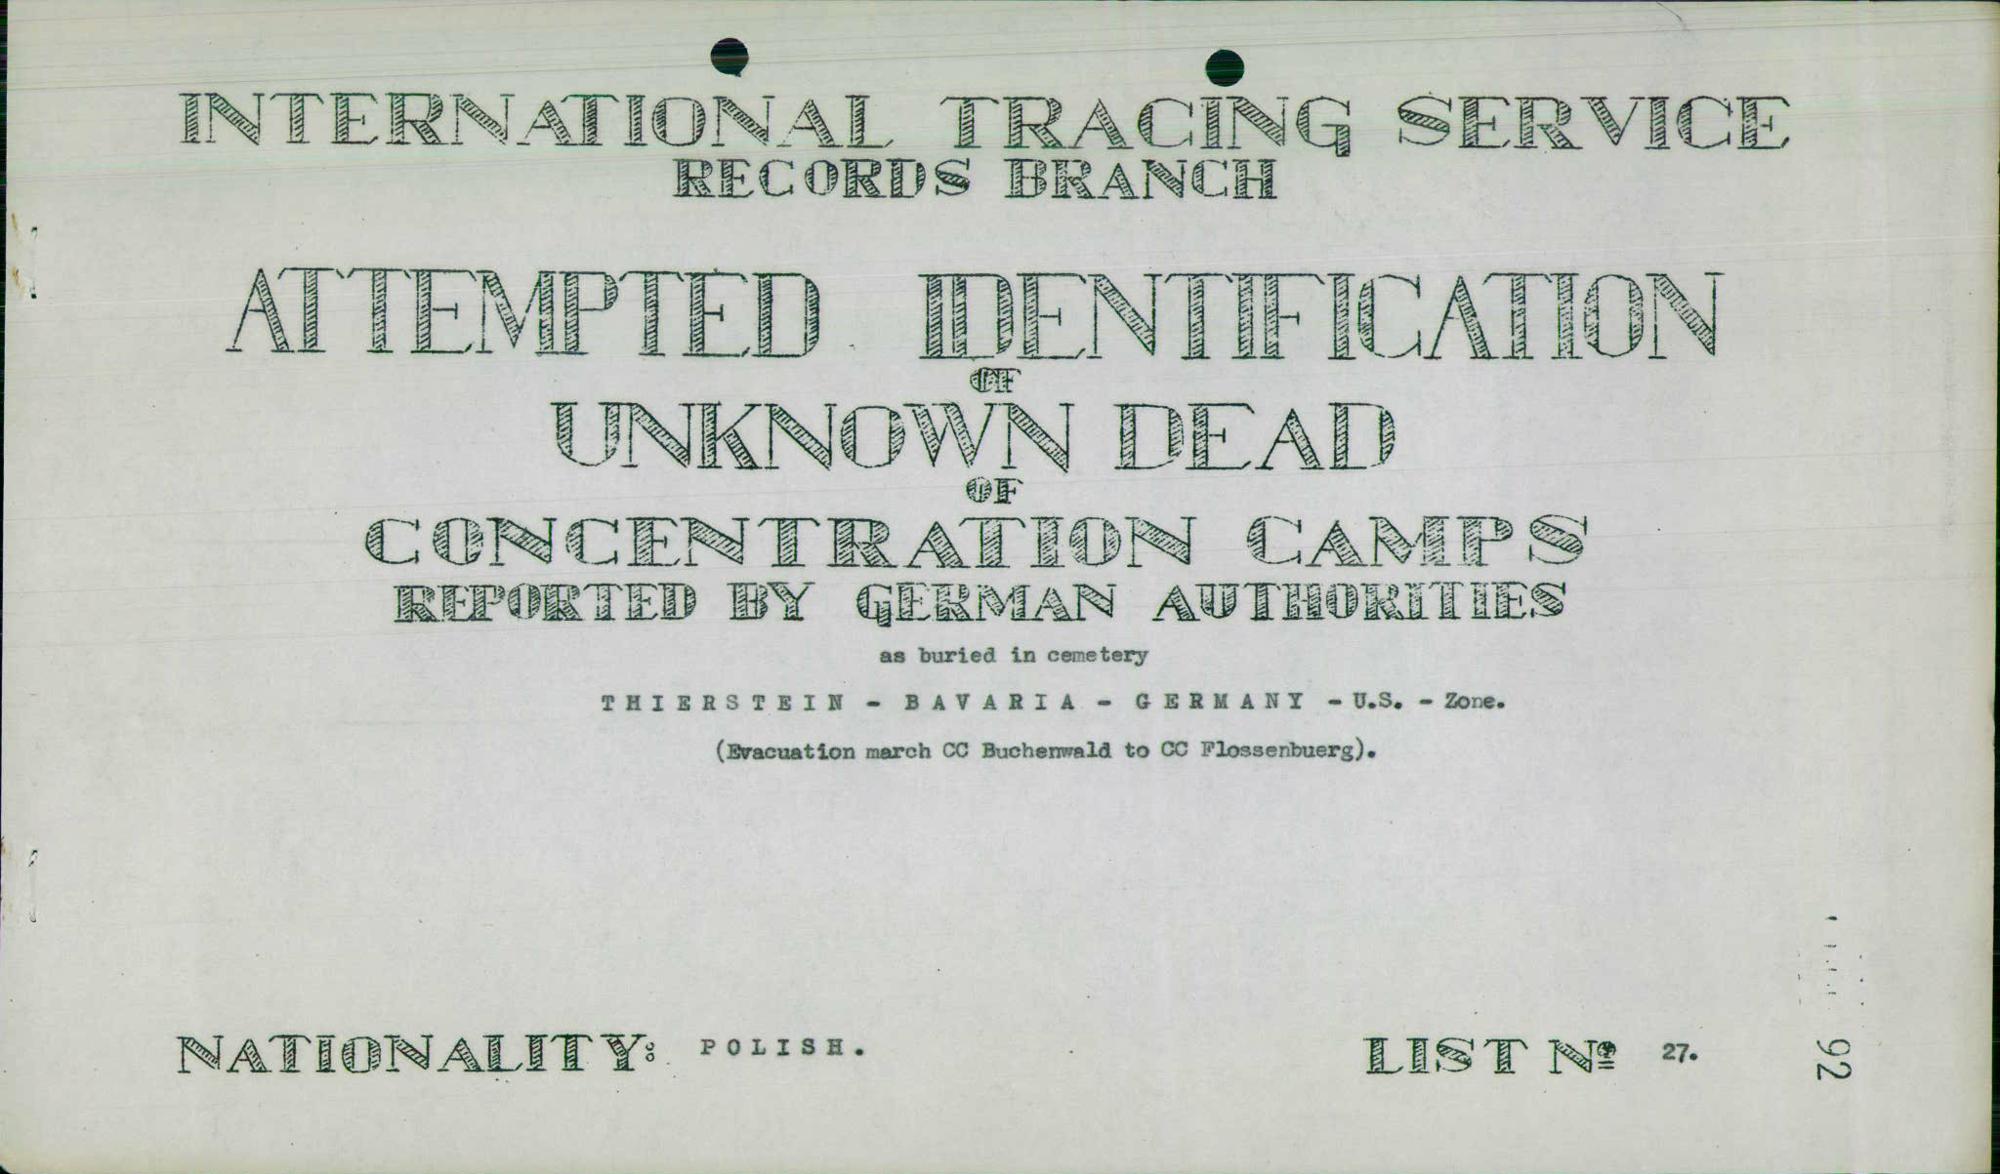 INTERNATIONAL TRACING SERVICE
RECORDS BRANCH
ATTEMPTED IDENTIFICATION
OF
UNKNOWN DEAD
OF
CONCENTRATION CAMPS
REPORTED BY GERMAN AUTHORITIES
as buried in cemetery
THIERSTEIN - BAVARIA - GERMANY - U.S. - Zone.
(Evacuation march CC Buchenwald to CC Flossenbuerg).
NATIONALITY: POLISH.
LIST No 27.
92